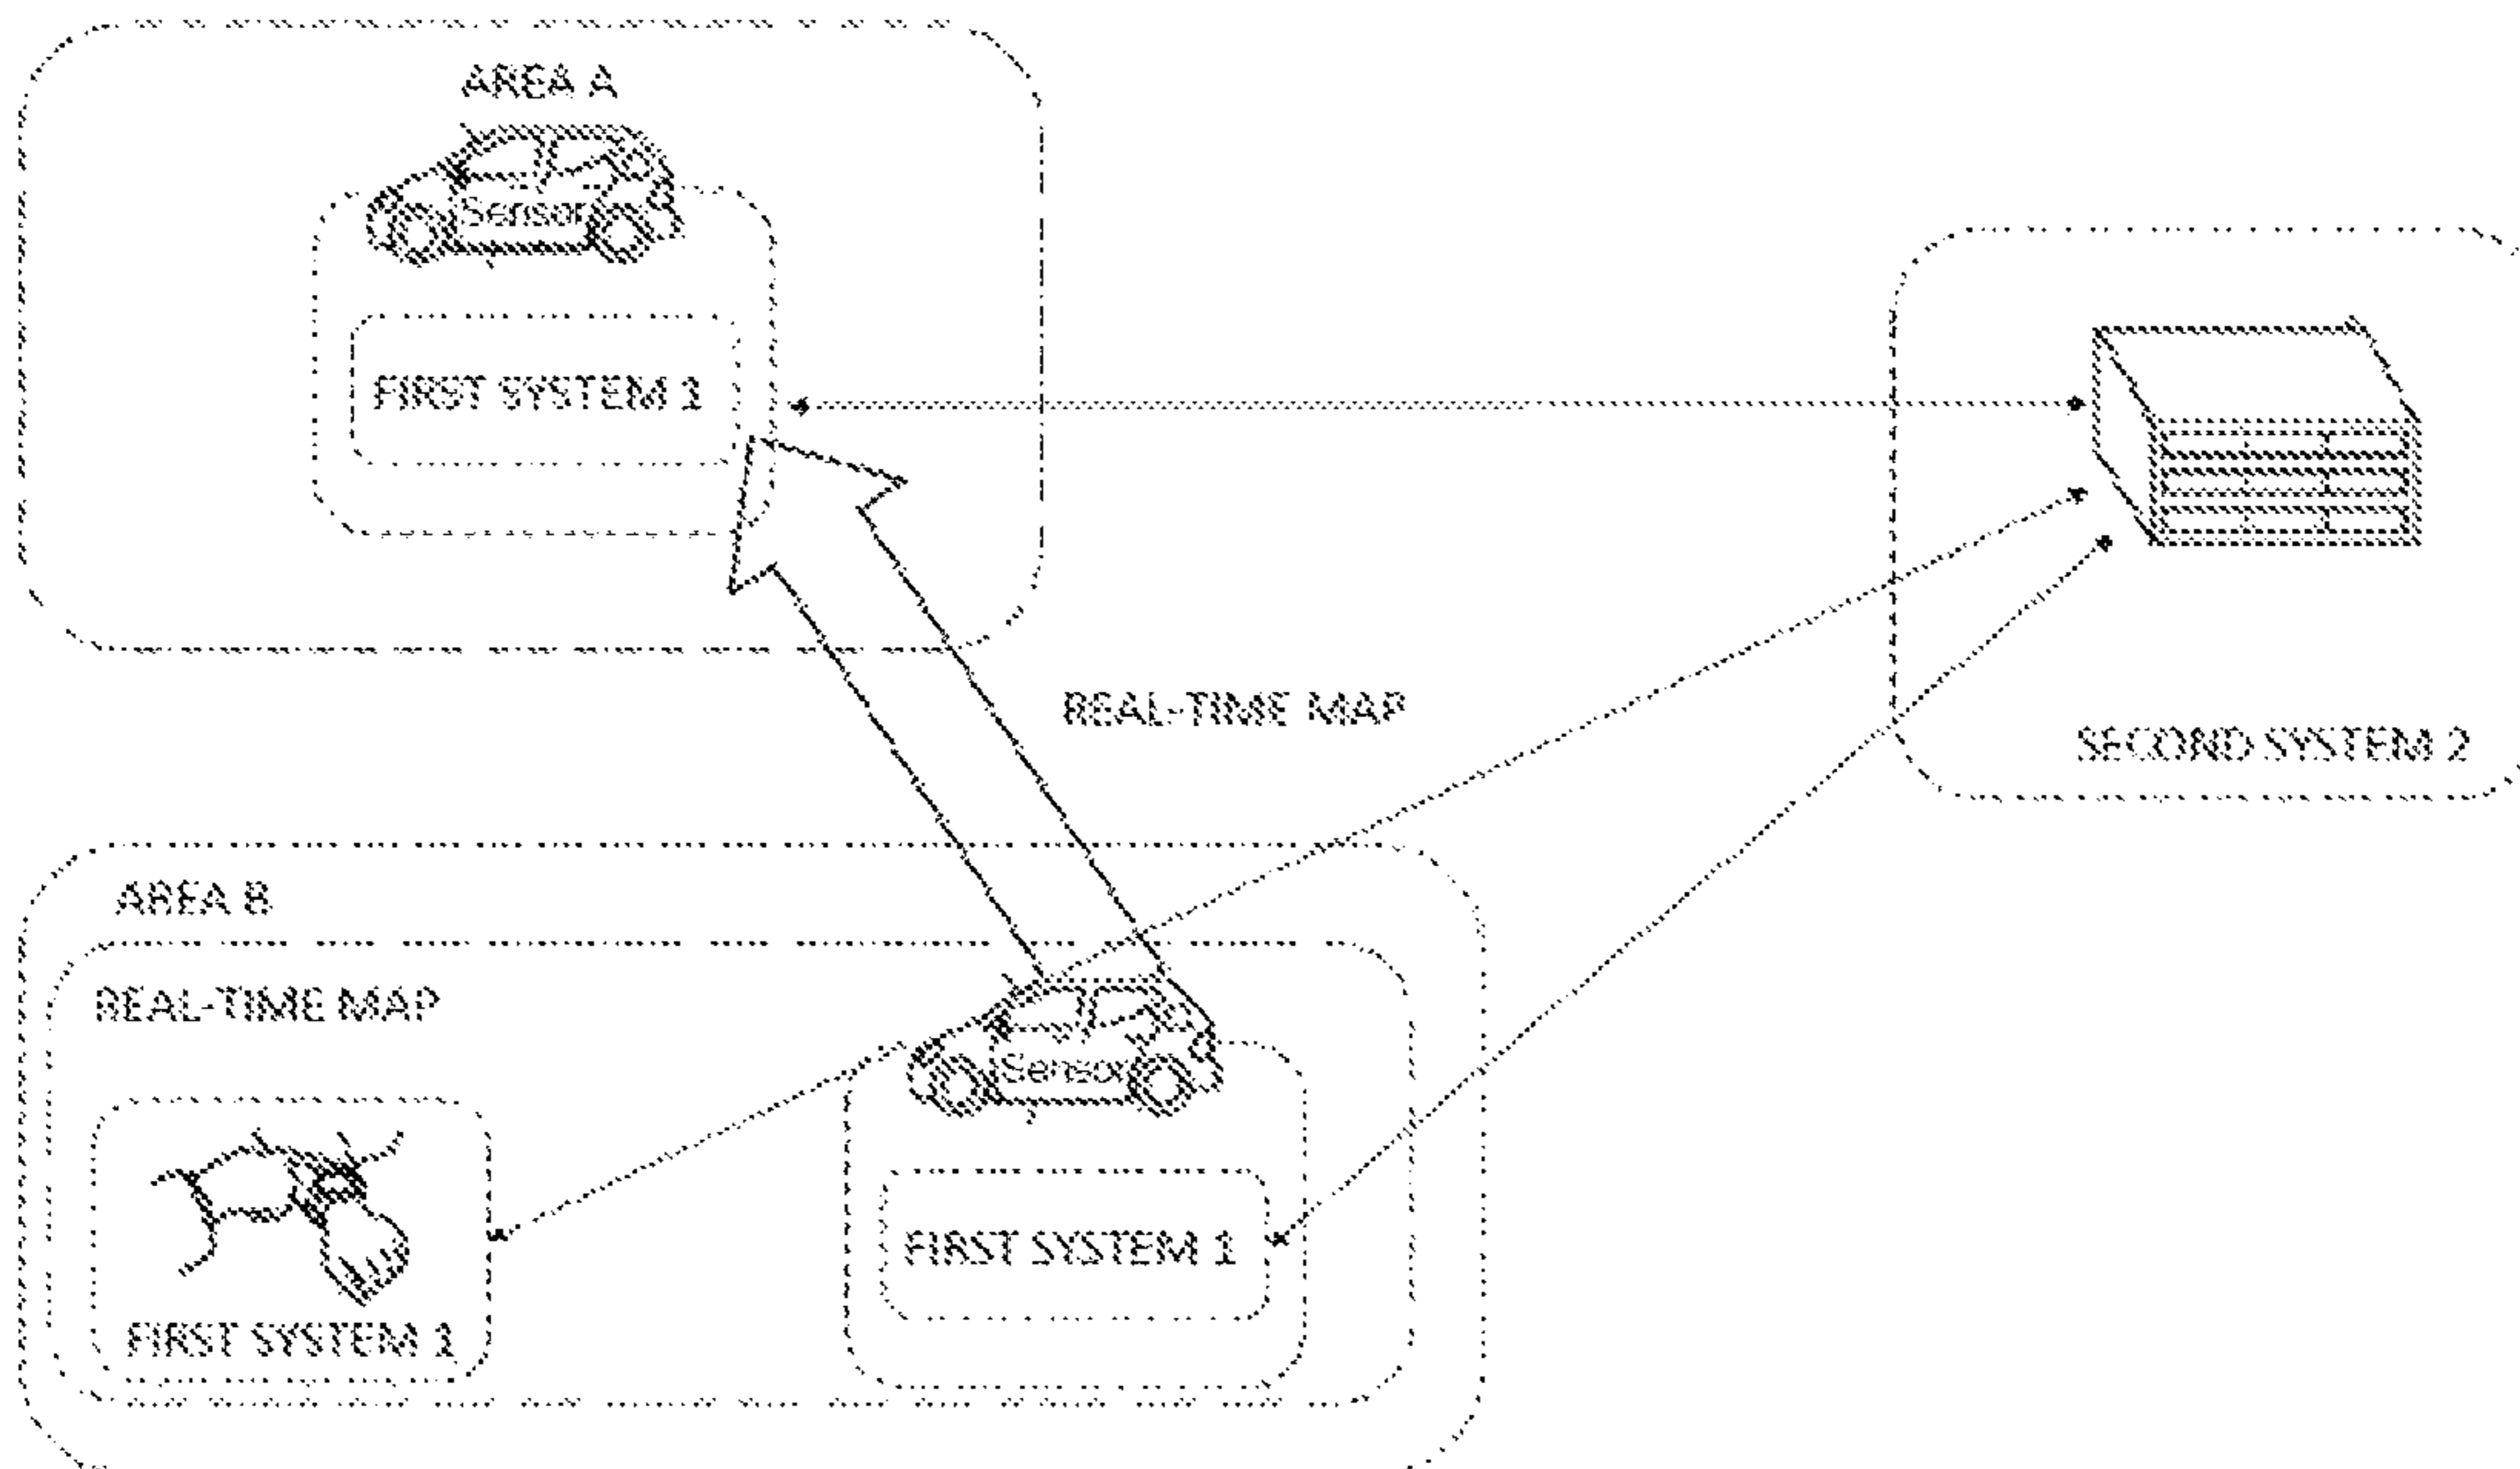 AREA A
Sensor
FIRST SYSTEM 1
REAL-TIME MAP
SECOND SYSTEM 2
AREA B
REAL-TIME MAP
Sensor
FIRST SYSTEM 1
FIRST SYSTEM 1